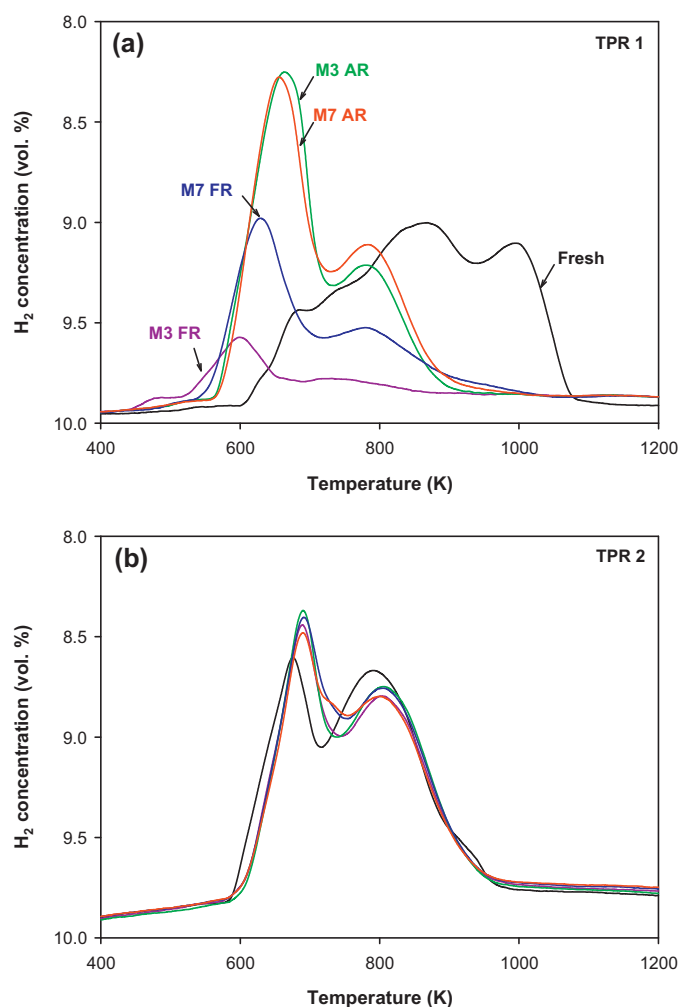 (a)
TPR 1
M3 AR
M7 AR
M7 FR
Fresh
M3 FR
8.0
8.5
9.0
9.5
10.0
H2 concentration (vol. %)
400 600 800 1000 1200
Temperature (K)
(b)
TPR 2
8.0
8.5
9.0
9.5
10.0
H2 concentration (vol. %)
400 600 800 1000 1200
Temperature (K)